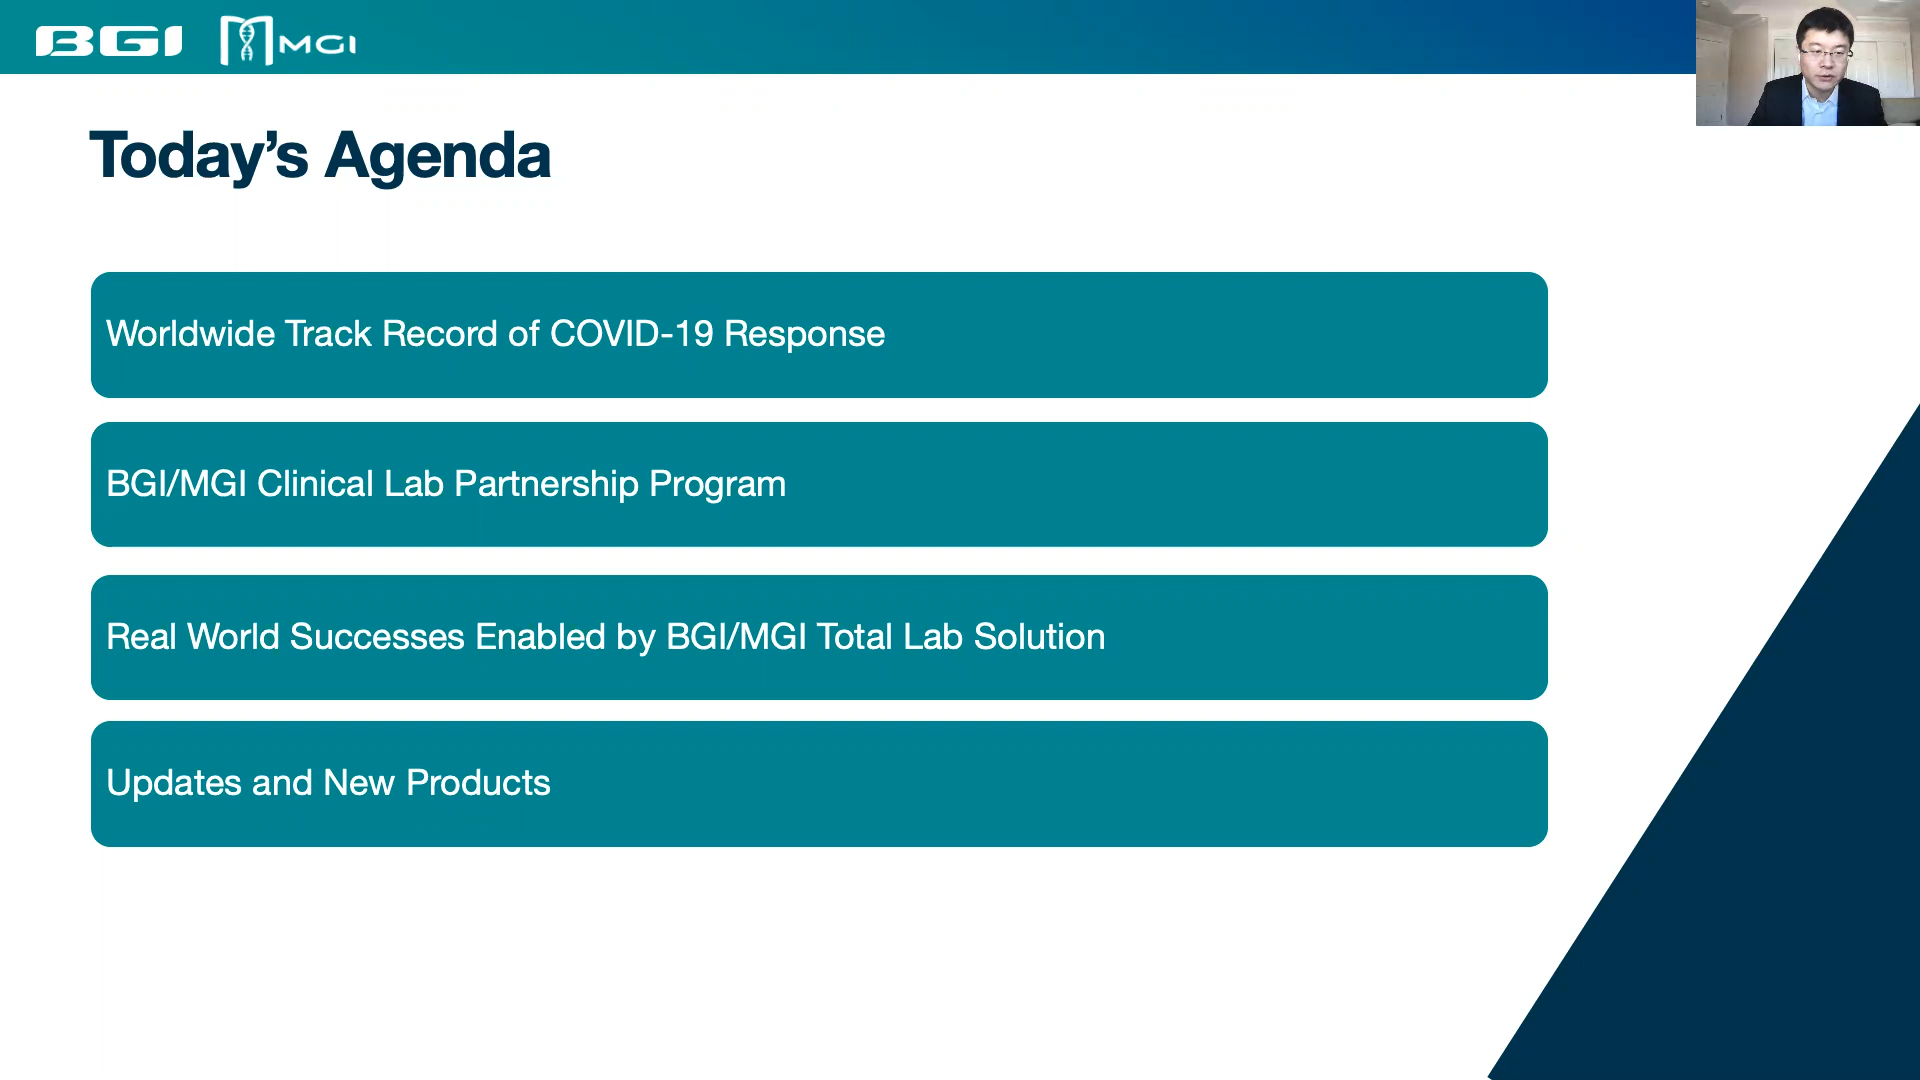 BGI MGI
Today’s Agenda
Worldwide Track Record of COVID-19 Response
BGI/MGI Clinical Lab Partnership Program
Real World Successes Enabled by BGI/MGI Total Lab Solution
Updates and New Products